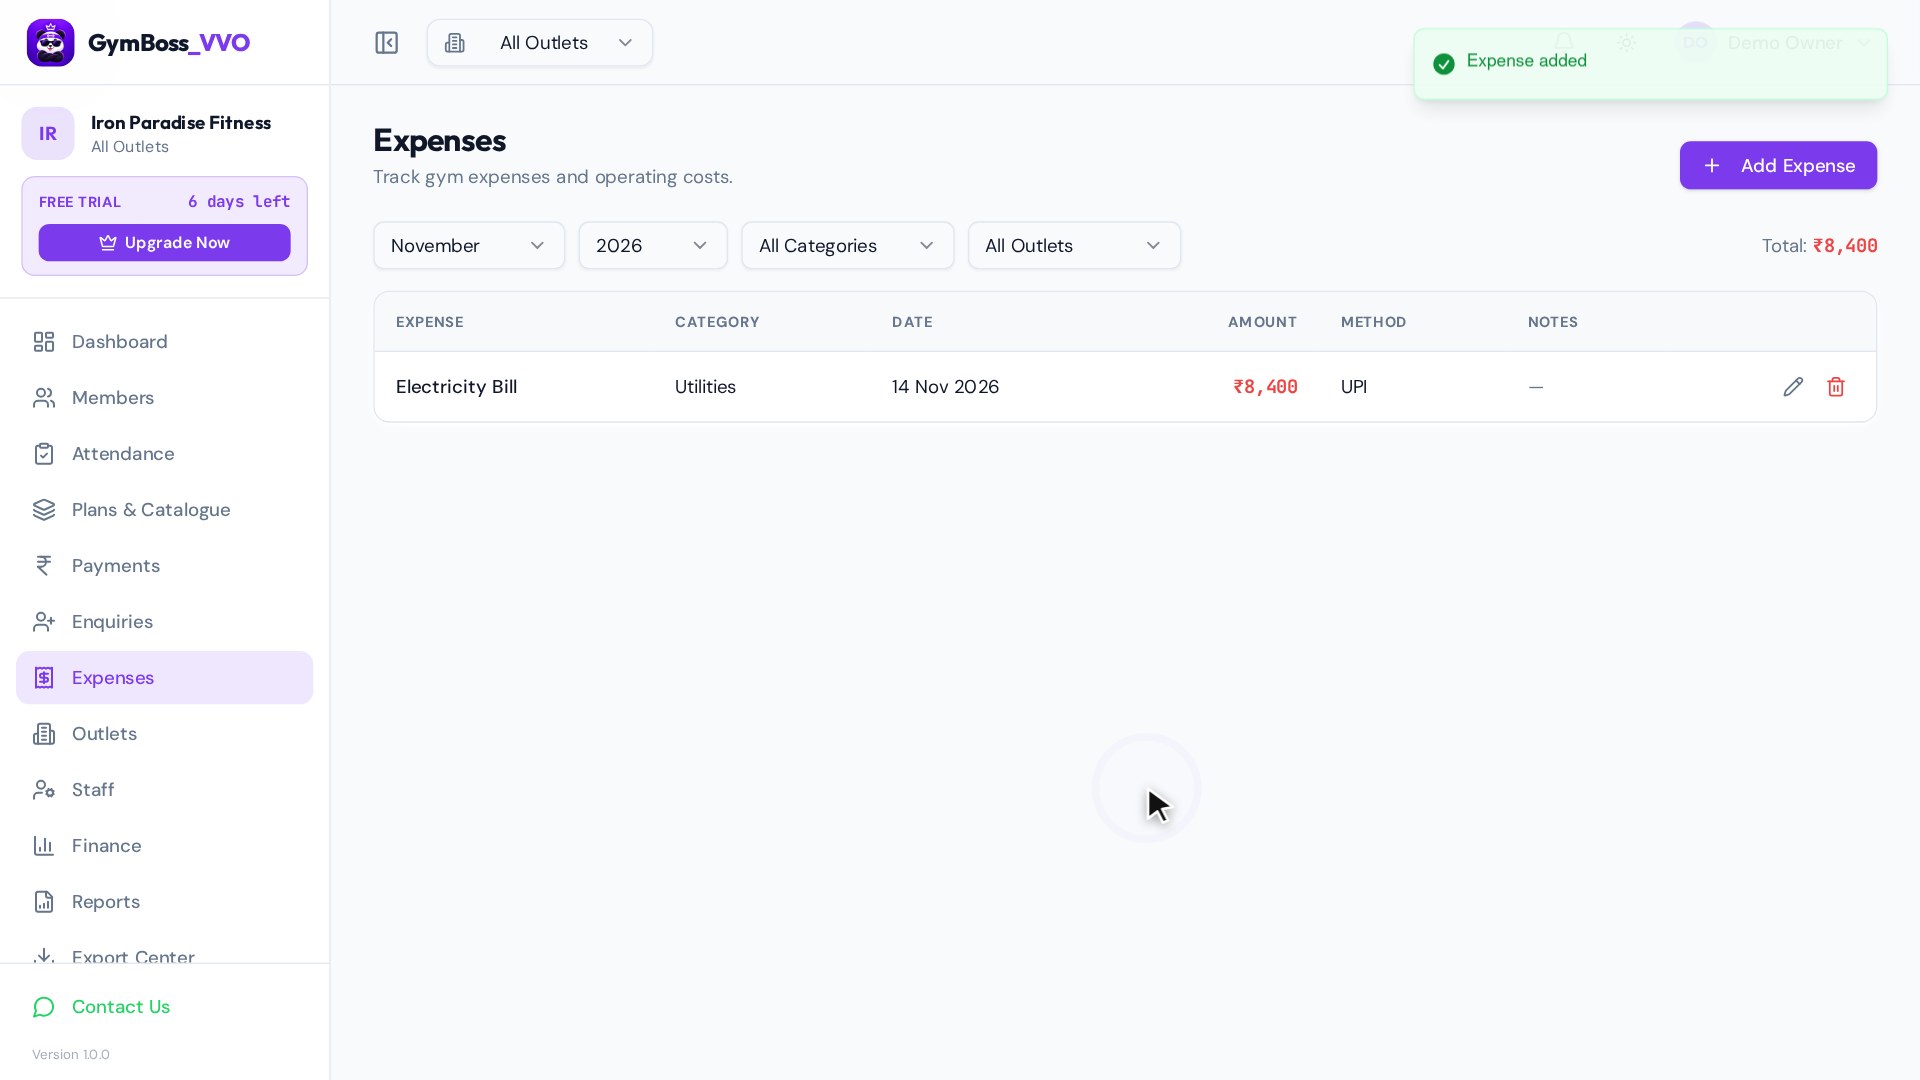 GymBoss_VVO
All Outlets
DO
Demo Owner
Expense added
IR
Iron Paradise Fitness
All Outlets
FREE TRIAL 6 days left
Upgrade Now
Dashboard
Members
Attendance
Plans & Catalogue
Payments
Enquiries
Expenses
Outlets
Staff
Finance
Reports
Export Center
Contact Us
Version 1.0.0
Expenses
Track gym expenses and operating costs.
Add Expense
November 2026 All Categories All Outlets Total: ₹8,400
EXPENSE CATEGORY DATE AMOUNT METHOD NOTES
Electricity Bill Utilities 14 Nov 2026 ₹8,400 UPI —